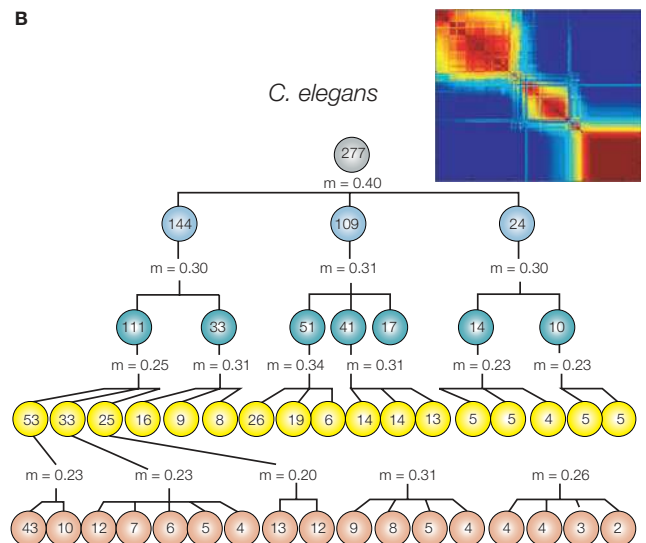 B
C. elegans
277
m = 0.40
144 109 24
m = 0.30 m = 0.31 m = 0.30
111 33 51 41 17 14 10
m = 0.25 m = 0.31 m = 0.34 m = 0.31 m = 0.23 m = 0.23
53 33 25 16 9 8 26 19 6 14 14 13 5 5 4 5 5
m = 0.23 m = 0.23 m = 0.20 m = 0.31 m = 0.26
43 10 12 7 6 5 4 13 12 9 8 5 4 4 4 3 2